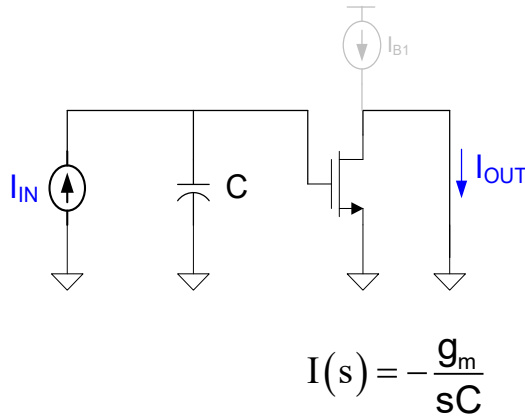 I_B1
I_IN
C
I_OUT
I(s) = - g_m / sC